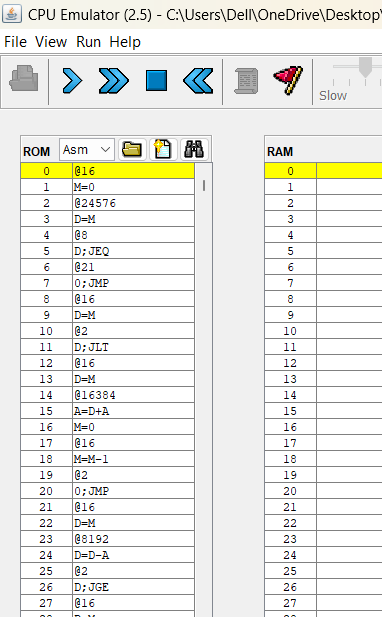 CPU Emulator (2.5) - C:\Users\Dell\OneDrive\Desktop\
File View Run Help
Slow
ROM Asm
0 @16
1 M=0
2 @24576
3 D=M
4 @8
5 D;JEQ
6 @21
7 0;JMP
8 @16
9 D=M
10 @2
11 D;JLT
12 @16
13 D=M
14 @16384
15 A=D+A
16 M=0
17 @16
18 M=M-1
19 @2
20 0;JMP
21 @16
22 D=M
23 @8192
24 D=D-A
25 @2
26 D;JGE
27 @16
RAM
0
1
2
3
4
5
6
7
8
9
10
11
12
13
14
15
16
17
18
19
20
21
22
23
24
25
26
27